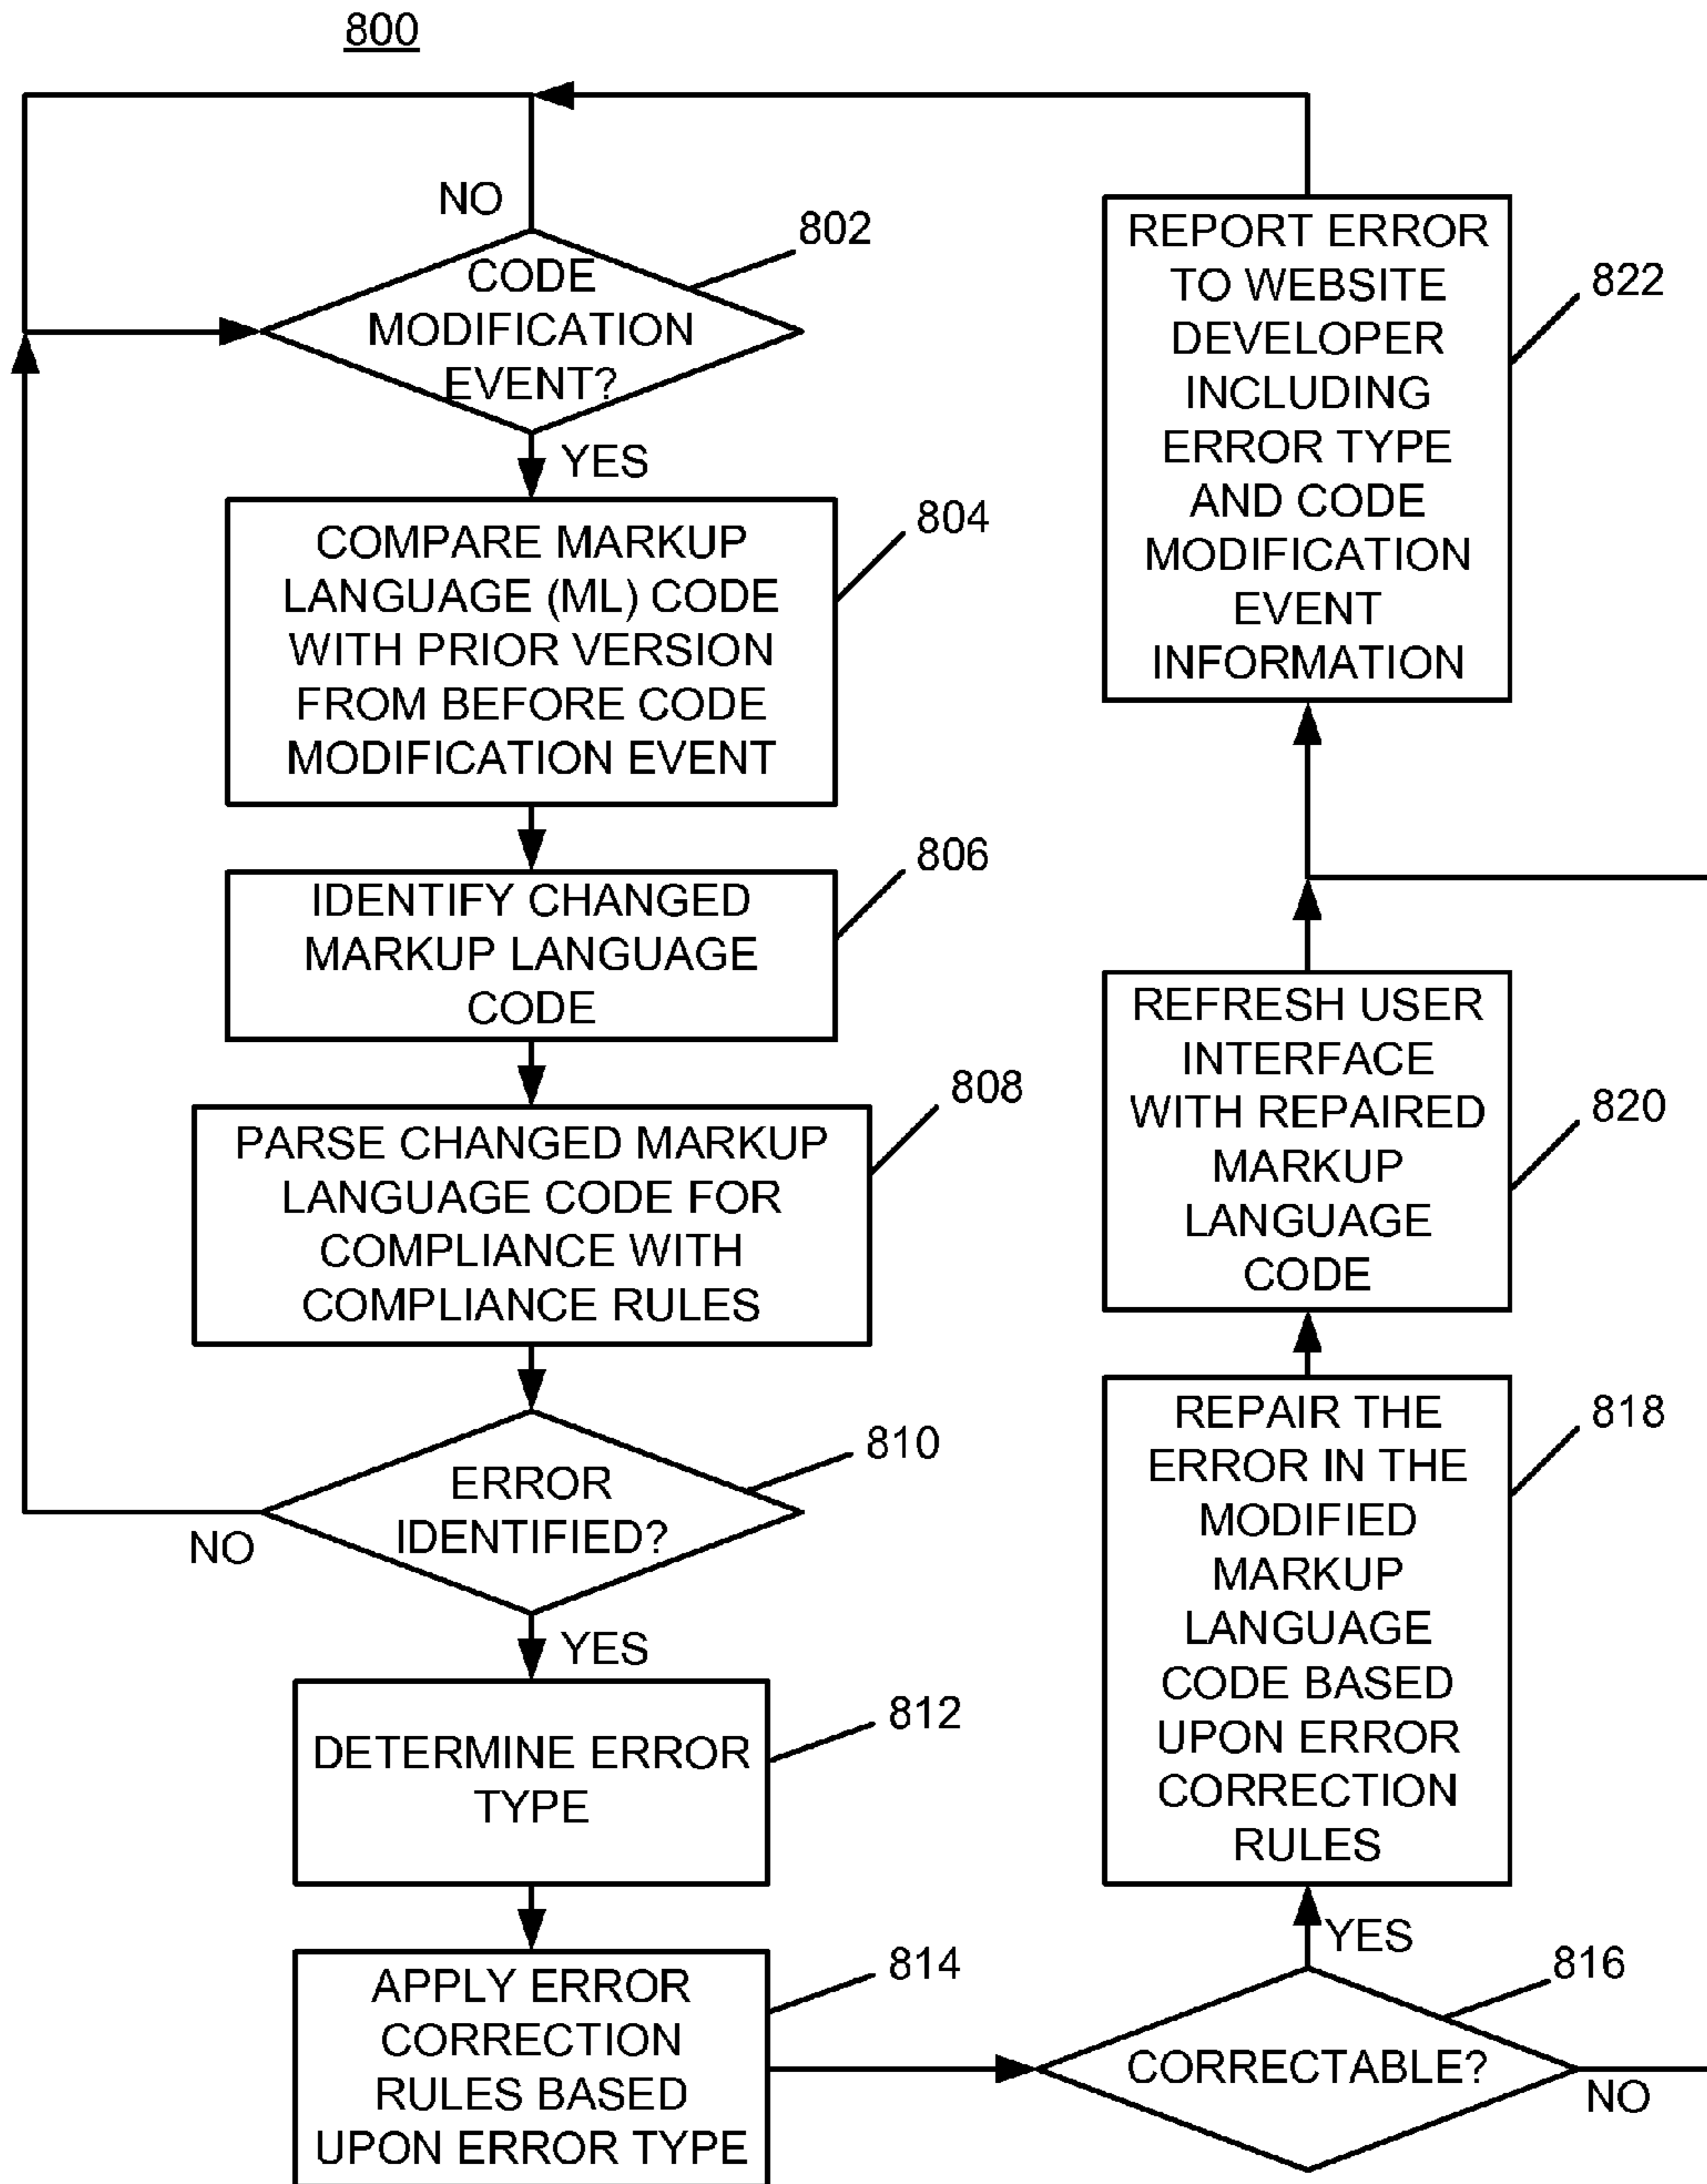 800
NO
802
CODE
MODIFICATION
EVENT?
YES
804
COMPARE MARKUP
LANGUAGE (ML) CODE
WITH PRIOR VERSION
FROM BEFORE CODE
MODIFICATION EVENT
806
IDENTIFY CHANGED
MARKUP LANGUAGE
CODE
808
PARSE CHANGED MARKUP
LANGUAGE CODE FOR
COMPLIANCE WITH
COMPLIANCE RULES
810
ERROR
IDENTIFIED?
NO
YES
812
DETERMINE ERROR
TYPE
814
APPLY ERROR
CORRECTION
RULES BASED
UPON ERROR TYPE
816
CORRECTABLE?
NO
YES
818
REPAIR THE
ERROR IN THE
MODIFIED
MARKUP
LANGUAGE
CODE BASED
UPON ERROR
CORRECTION
RULES
820
REFRESH USER
INTERFACE
WITH REPAIRED
MARKUP
LANGUAGE
CODE
822
REPORT ERROR
TO WEBSITE
DEVELOPER
INCLUDING
ERROR TYPE
AND CODE
MODIFICATION
EVENT
INFORMATION